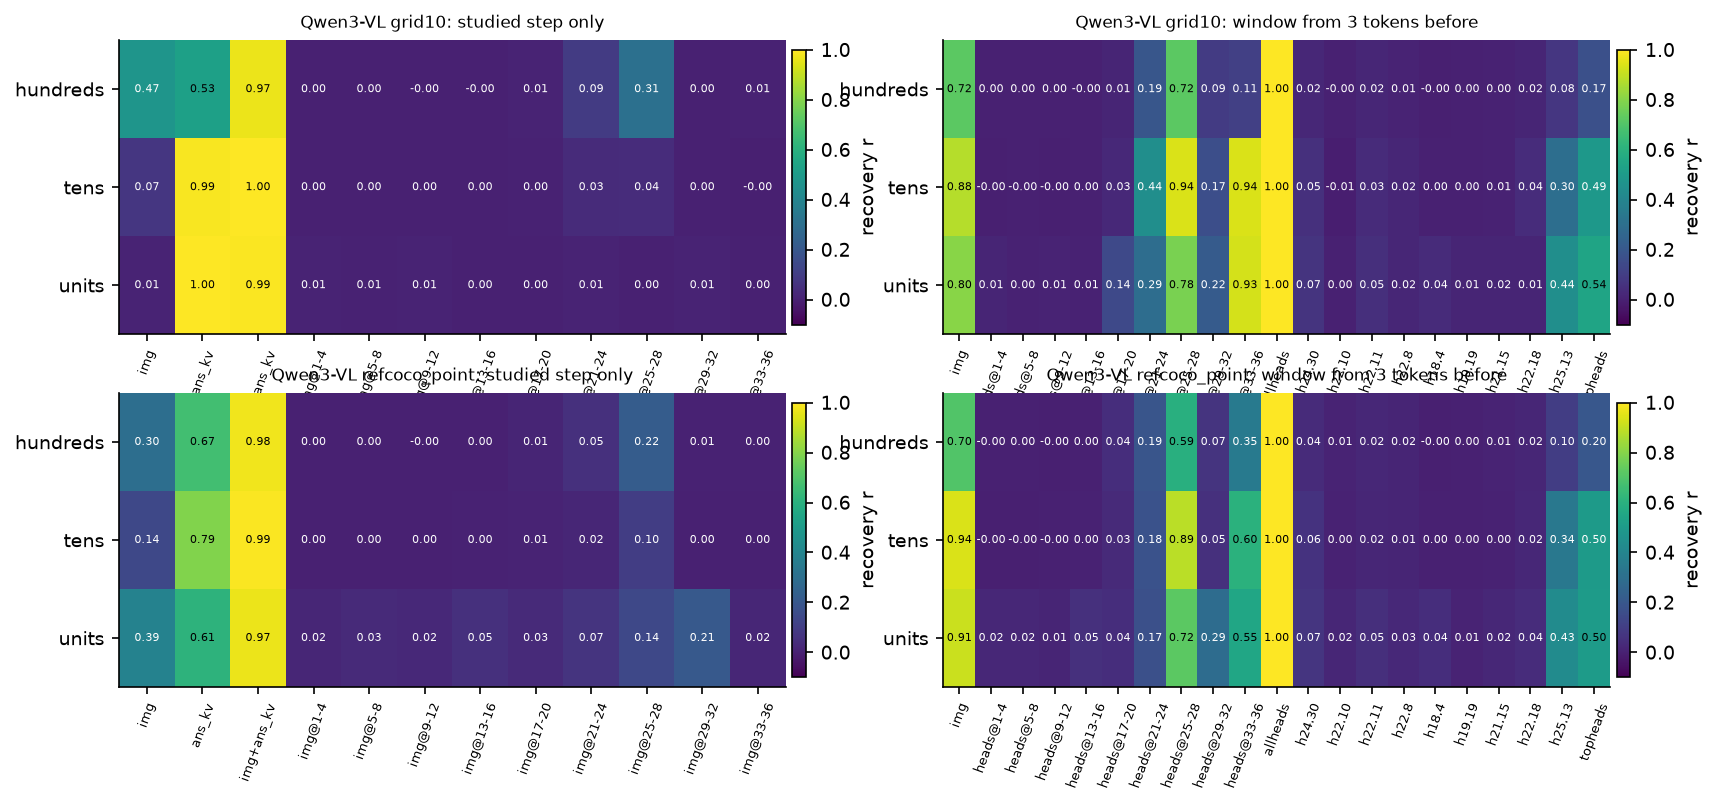 Qwen3-VL grid10: studied step only
hundreds 0.47 0.53 0.97 0.00 0.00 -0.00 -0.00 0.01 0.09 0.31 0.00 0.01
tens 0.07 0.99 1.00 0.00 0.00 0.00 0.00 0.00 0.03 0.04 0.00 -0.00
units 0.01 1.00 0.99 0.01 0.01 0.01 0.00 0.00 0.01 0.00 0.01 0.00
1.0
0.8
0.6
0.4
0.2
0.0
recovery r
img
Qwen3-VL grid10: window from 3 tokens before
hundreds 0.72 0.00 0.00 -0.00 0.01 0.19 0.72 0.09 0.11 1.00 0.02 -0.00 0.02 0.01 -0.00 0.00 0.00 0.02 0.08 0.17
tens 0.88 -0.00 -0.00 -0.00 0.00 0.03 0.44 0.94 0.17 0.94 1.00 0.05 -0.01 0.03 0.02 0.00 0.00 0.01 0.04 0.30 0.49
units 0.80 0.01 0.00 0.01 0.01 0.14 0.29 0.78 0.22 0.93 1.00 0.07 0.00 0.05 0.02 0.04 0.01 0.02 0.01 0.44 0.54
1.0
0.8
0.6
0.4
0.2
0.0
recovery r
img
Qwen3-VL refcoco_point: studied step only
hundreds 0.30 0.67 0.98 0.00 0.00 -0.00 0.00 0.01 0.05 0.22 0.01 0.00
tens 0.14 0.79 0.99 0.00 0.00 0.00 0.00 0.01 0.02 0.10 0.00 0.00
units 0.39 0.61 0.97 0.02 0.03 0.02 0.05 0.03 0.07 0.14 0.21 0.02
1.0
0.8
0.6
0.4
0.2
0.0
recovery r
img ans_kv img+ans_kv img@1-4 img@5-8 img@9-12 img@13-16 img@17-20 img@21-24 img@25-28 img@29-32 img@33-36
Qwen3-VL refcoco_point: window from 3 tokens before
hundreds 0.70 -0.00 0.00 -0.00 0.00 0.04 0.19 0.59 0.07 0.35 1.00 0.04 0.01 0.02 0.02 -0.00 0.00 0.01 0.02 0.10 0.20
tens 0.94 -0.00 -0.00 -0.00 0.00 0.03 0.18 0.89 0.05 0.60 1.00 0.06 0.00 0.02 0.01 0.00 0.00 0.00 0.02 0.34 0.50
units 0.91 0.02 0.02 0.01 0.05 0.04 0.17 0.72 0.29 0.55 1.00 0.07 0.02 0.05 0.03 0.04 0.01 0.02 0.04 0.43 0.50
1.0
0.8
0.6
0.4
0.2
0.0
recovery r
img heads@1-4 heads@5-8 heads@9-12 heads@13-16 heads@17-20 heads@21-24 heads@25-28 heads@29-32 heads@33-36 allheads h24.30 h22.10 h22.11 h22.8 h18.4 h19.19 h21.15 h22.18 h25.13 topheads